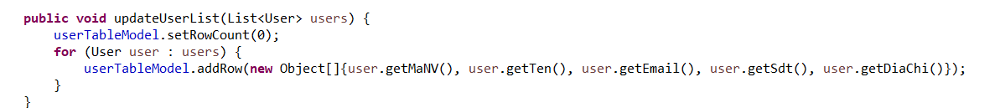 public void updateUserList(List<User> users) {
userTableModel.setRowCount(0);
for (User user : users) {
userTableModel.addRow(new Object[]{user.getMaNV(), user.getTen(), user.getEmail(), user.getSdt(), user.getDiaChi()});
}
}